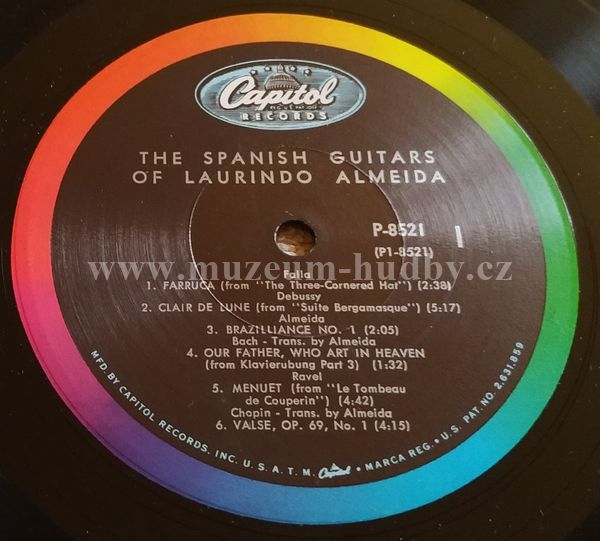 Capitol
RECORDS
THE SPANISH GUITARS
OF LAURINDO ALMEIDA
P-8521
(P1-8521)
1
www.muzeum-hudby.cz
Falla
1. FARRUCA (from "The Three-Cornered Hat") (2:38)
Debussy
2. CLAIR DE LUNE (from "Suite Bergamasque") (5:17)
Almeida
3. BRAZILLIANCE NO. 1 (2:05)
Bach - Trans. by Almeida
4. OUR FATHER, WHO ART IN HEAVEN
(from Klavierubung Part 3) (1:32)
Ravel
5. MENUET (from "Le Tombeau
de Couperin") (4:42)
Chopin - Trans. by Almeida
6. VALSE, OP. 69, No. 1 (4:15)
MFD. BY CAPITOL RECORDS, INC. U. S. A. T. M. Capitol • MARCA REG. • U. S. PAT. NO. 2,631,859